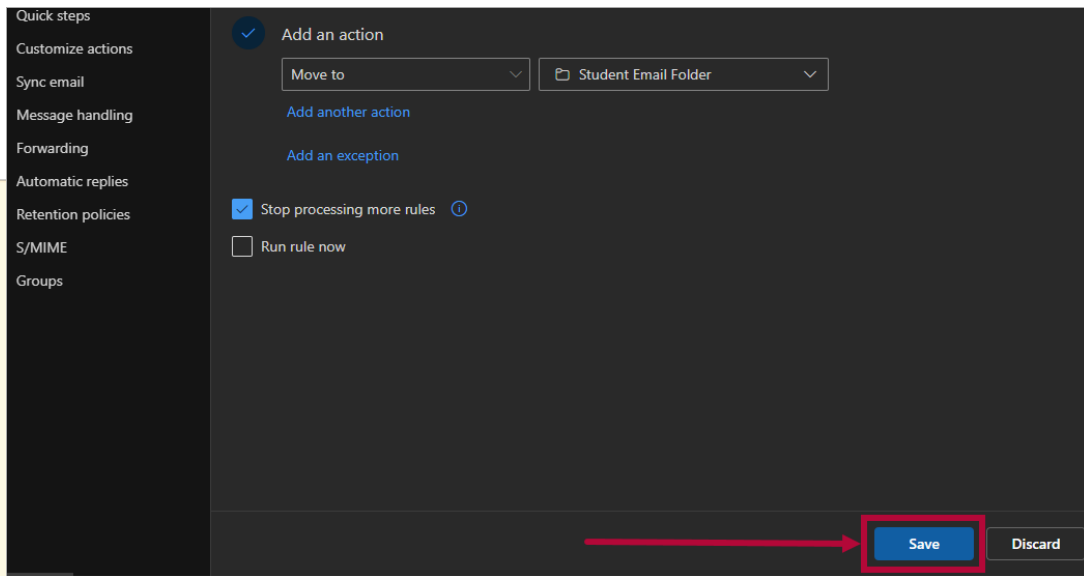 Quick steps
Customize actions
Sync email
Message handling
Forwarding
Automatic replies
Retention policies
S/MIME
Groups
Add an action
Move to
Student Email Folder
Add another action
Add an exception
Stop processing more rules
Run rule now
Save
Discard